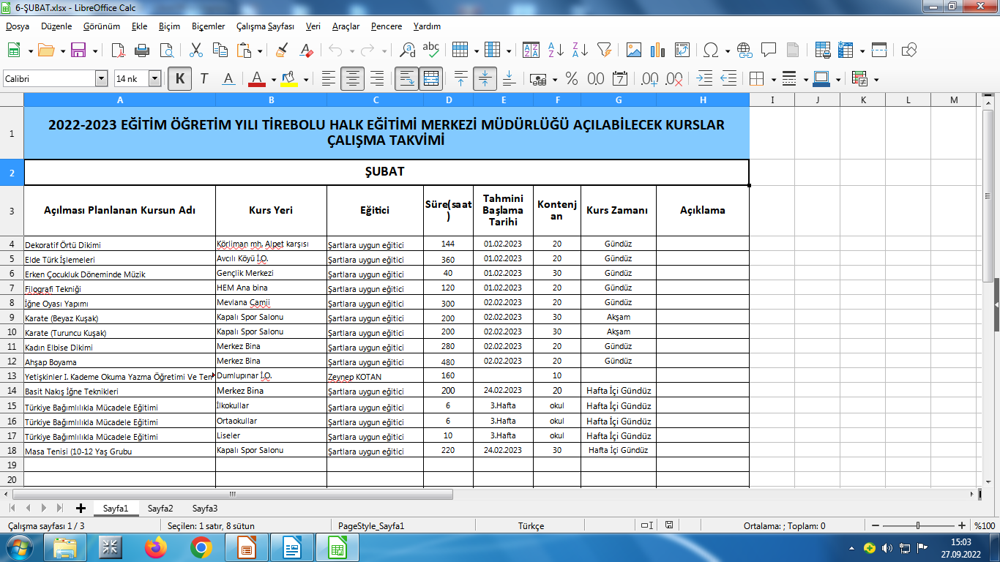 6-ŞUBAT.xlsx - LibreOffice Calc
Dosya Düzenle Görünüm Ekle Biçim Biçemler Çalışma Sayfası Veri Araçlar Pencere Yardım
Calibri 14 nk K T A
A B C D E F G H I J K L M
1 2022-2023 EĞİTİM ÖĞRETİM YILI TİREBOLU HALK EĞİTİMİ MERKEZİ MÜDÜRLÜĞÜ AÇILABİLECEK KURSLAR
ÇALIŞMA TAKVİMİ
2 ŞUBAT
3 Açılması Planlanan Kursun Adı Kurs Yeri Eğitici Süre(saat) Tahmini Başlama Tarihi Kontenjan Kurs Zamanı Açıklama
4 Dekoratif Örtü Dikimi Körliman mh. Alpet karşısı Şartlara uygun eğitici 144 01.02.2023 20 Gündüz
5 Elde Türk İşlemeleri Avcılı Köyü İ.O. Şartlara uygun eğitici 360 01.02.2023 20 Gündüz
6 Erken Çocukluk Döneminde Müzik Gençlik Merkezi Şartlara uygun eğitici 40 01.02.2023 30 Gündüz
7 Filografi Tekniği HEM Ana bina Şartlara uygun eğitici 120 01.02.2023 20 Gündüz
8 İğne Oyası Yapımı Mevlana Camii Şartlara uygun eğitici 300 02.02.2023 20 Gündüz
9 Karate (Beyaz Kuşak) Kapalı Spor Salonu Şartlara uygun eğitici 200 02.02.2023 30 Akşam
10 Karate (Turuncu Kuşak) Kapalı Spor Salonu Şartlara uygun eğitici 200 02.02.2023 30 Akşam
11 Kadın Elbise Dikimi Merkez Bina Şartlara uygun eğitici 280 02.02.2023 20 Gündüz
12 Ahşap Boyama Merkez Bina Şartlara uygun eğitici 480 02.02.2023 20 Gündüz
13 Yetişkinler I. Kademe Okuma Yazma Öğretimi Ve Tem Dumlupınar İ.O. Zeynep KOTAN 160 10
14 Basit Nakış İğne Teknikleri Merkez Bina Şartlara uygun eğitici 200 24.02.2023 20 Hafta İçi Gündüz
15 Türkiye Bağımlılıkla Mücadele Eğitimi İlkokullar Şartlara uygun eğitici 6 3.Hafta okul Hafta İçi Gündüz
16 Türkiye Bağımlılıkla Mücadele Eğitimi Ortaokullar Şartlara uygun eğitici 6 3.Hafta okul Hafta İçi Gündüz
17 Türkiye Bağımlılıkla Mücadele Eğitimi Liseler Şartlara uygun eğitici 10 3.Hafta okul Hafta İçi Gündüz
18 Masa Tenisi (10-12 Yaş Grubu Kapalı Spor Salonu Şartlara uygun eğitici 220 24.02.2023 30 Hafta İçi Gündüz
19
20
Sayfa1 Sayfa2 Sayfa3
Çalışma sayfası 1 / 3 Seçilen: 1 satır, 8 sütun PageStyle_Sayfa1 Türkçe Ortalama: ; Toplam: 0 %100
15:03
27.09.2022